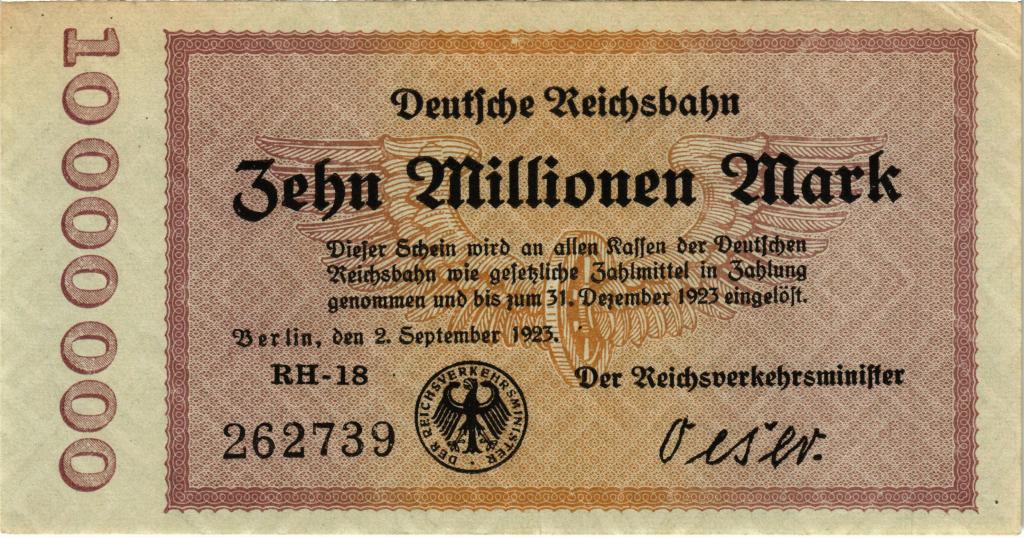 10000000
Deutsche Reichsbahn
Zehn Millionen Mark
Dieser Schein wird an allen Kassen der Deutschen
Reichsbahn wie gesetzliche Zahlmittel in Zahlung
genommen und bis zum 31. Dezember 1923 eingelöst.
Berlin, den 2. September 1923.
RH-18
Der Reichsverkehrsminister
262739
DER REICHSVERKEHRSMINISTER
Oeser.